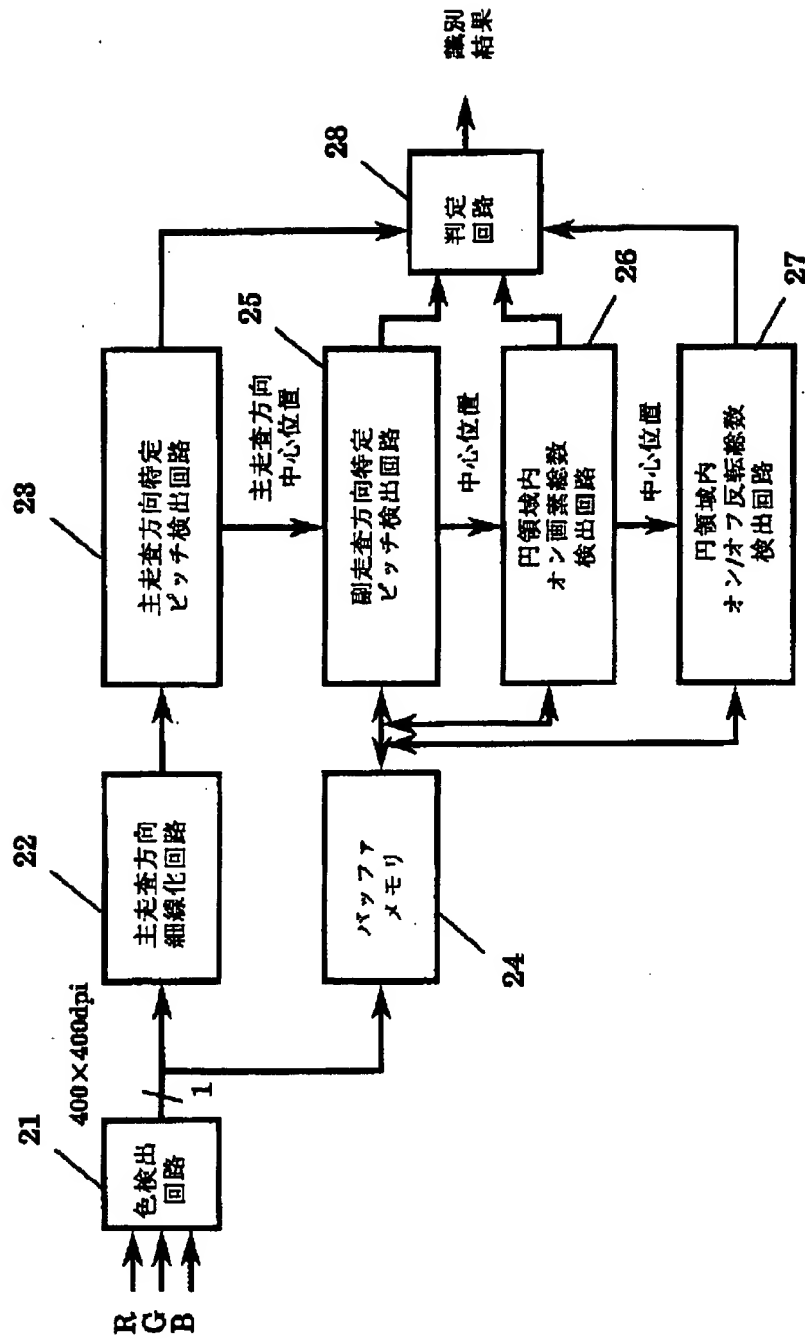 R
G
B
21
色検出
回路
400×400dpi
1
22
主走査方向
細線化回路
23
主走査方向特定
ピッチ検出回路
主走査方向
中心位置
24
バッファ
メモリ
25
副走査方向特定
ピッチ検出回路
中心位置
26
円領域内
オン画素総数
検出回路
中心位置
27
円領域内
オン/オフ反転総数
検出回路
28
判定
回路
識別
結果